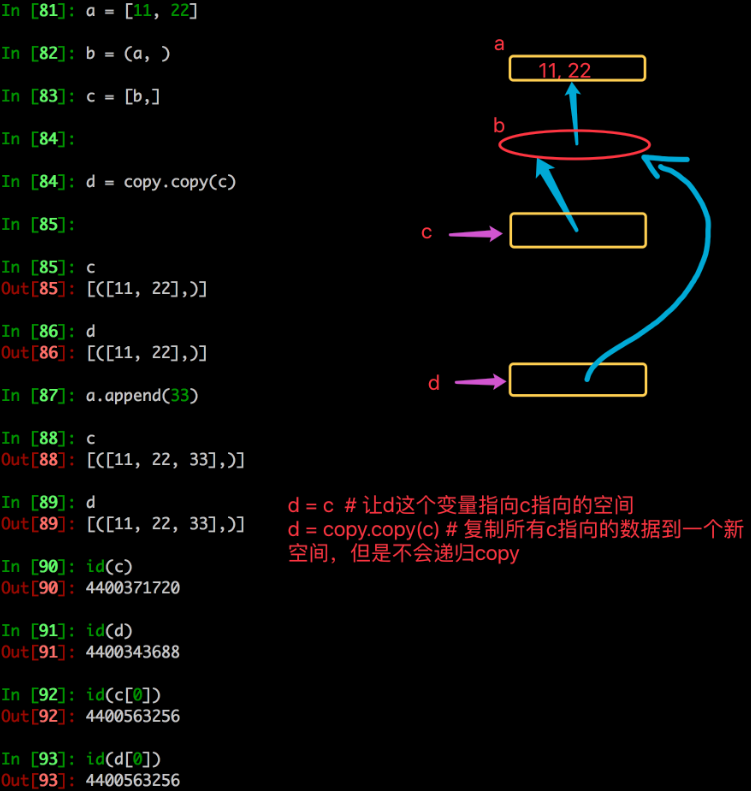 In [81]: a = [11, 22]
In [82]: b = (a, )
In [83]: c = [b,]
In [84]:
In [84]: d = copy.copy(c)
In [85]:
In [85]: c
Out[85]: [([11, 22],)]
In [86]: d
Out[86]: [([11, 22],)]
In [87]: a.append(33)
In [88]: c
Out[88]: [([11, 22, 33],)]
In [89]: d
Out[89]: [([11, 22, 33],)]
In [90]: id(c)
Out[90]: 4400371720
In [91]: id(d)
Out[91]: 4400343688
In [92]: id(c[0])
Out[92]: 4400563256
In [93]: id(d[0])
Out[93]: 4400563256
a
11, 22
b
c
d
d = c # 让d这个变量指向c指向的空间
d = copy.copy(c) # 复制所有c指向的数据到一个新
空间，但是不会递归copy